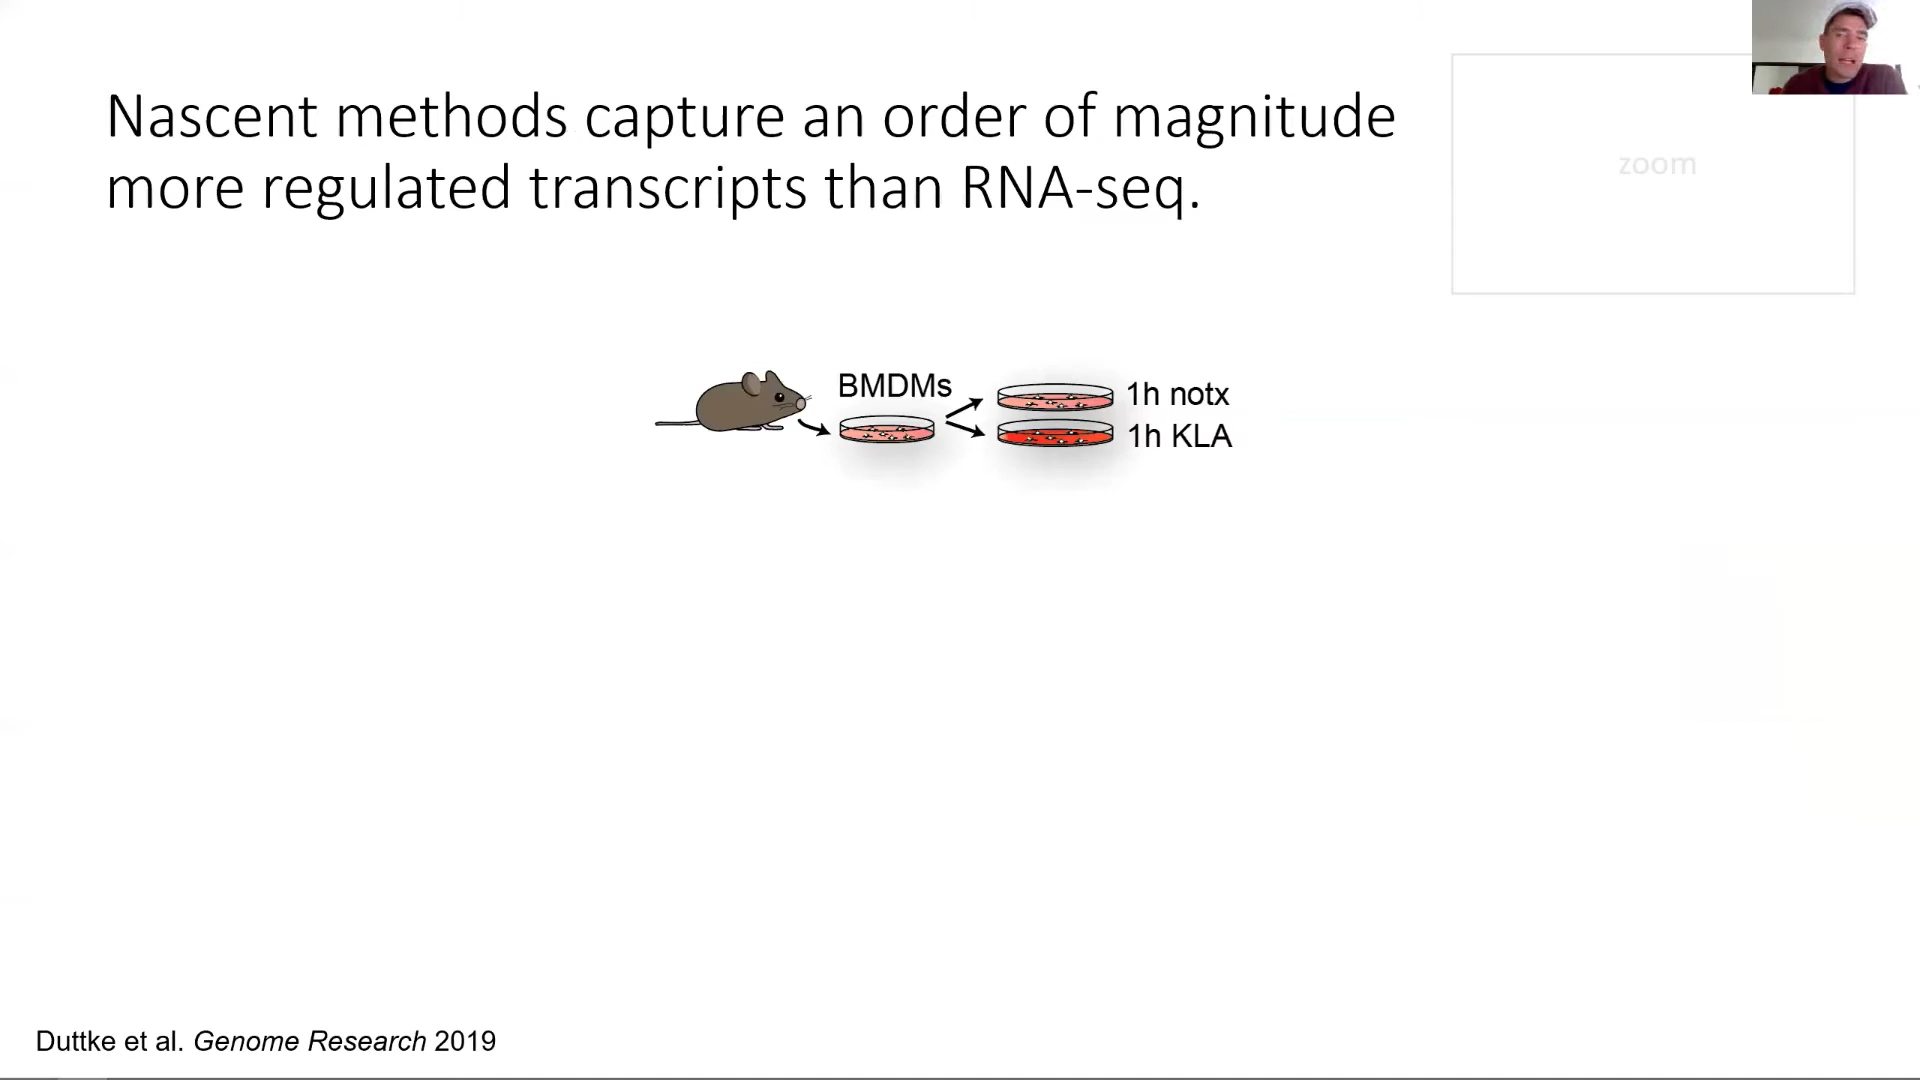 Nascent methods capture an order of magnitude
more regulated transcripts than RNA-seq.
zoom
BMDMs
1h notx
1h KLA
Duttke et al. Genome Research 2019